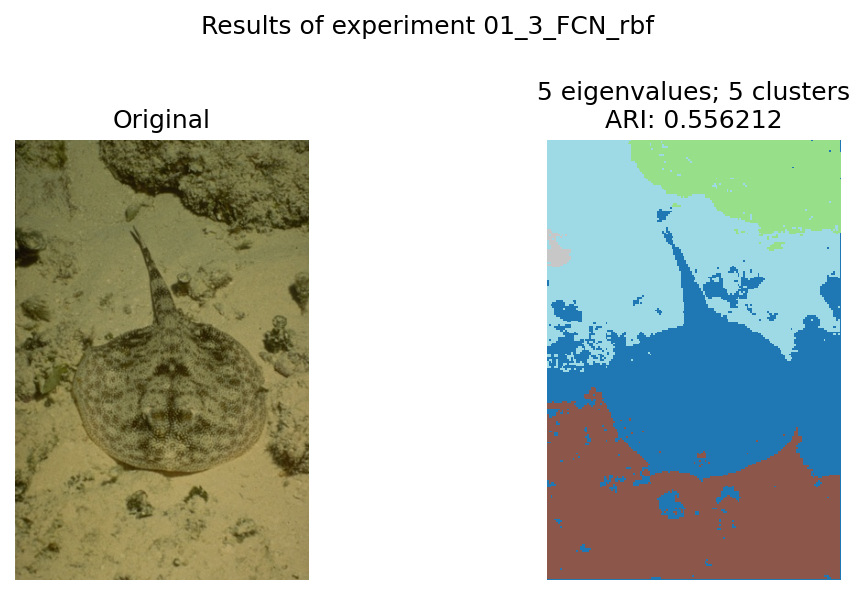 Results of experiment 01_3_FCN_rbf
Original
5 eigenvalues; 5 clusters
ARI: 0.556212